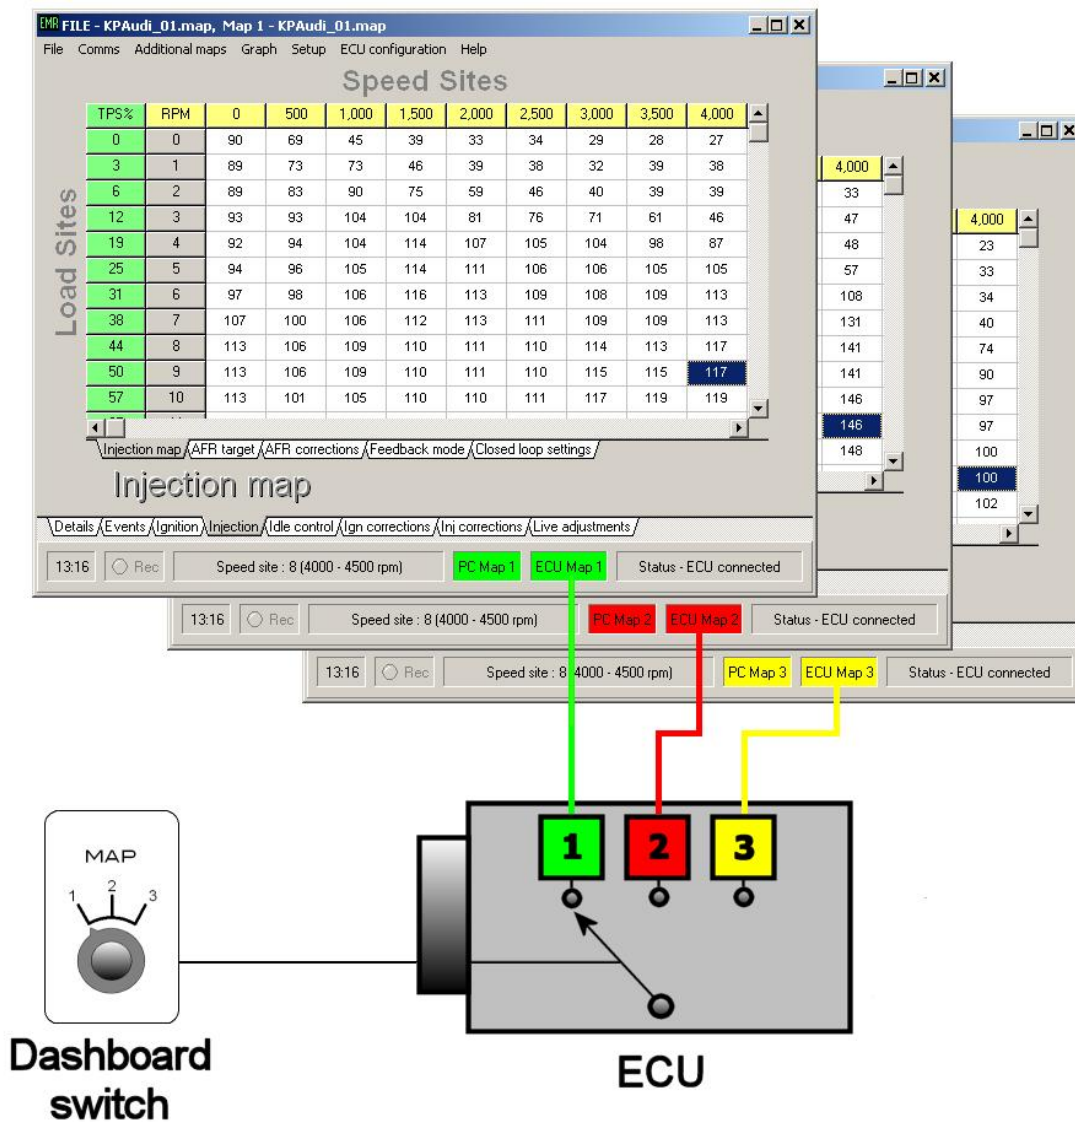 EMR FILE - KPAudi_01.map, Map 1 - KPAudi_01.map
File Comms Additional maps Graph Setup ECU configuration Help
Speed Sites
Load Sites
TPS% RPM 0 500 1,000 1,500 2,000 2,500 3,000 3,500 4,000
0 0 90 69 45 39 33 34 29 28 27
3 1 89 73 73 46 39 38 32 39 38
6 2 89 83 90 75 59 46 40 39 39
12 3 93 93 104 104 81 76 71 61 46
19 4 92 94 104 114 107 105 104 98 87
25 5 94 96 105 114 111 106 106 105 105
31 6 97 98 106 116 113 109 108 109 113
38 7 107 100 106 112 113 111 109 109 113
44 8 113 106 109 110 111 110 114 113 117
50 9 113 106 109 110 111 110 115 115 117
57 10 113 101 105 110 110 111 117 119 119
Injection map AFR target AFR corrections Feedback mode Closed loop settings
Injection map
Details Events Ignition Injection Idle control Ign corrections Inj corrections Live adjustments
13:16 Rec Speed site : 8 (4000 - 4500 rpm) PC Map 1 ECU Map 1 Status - ECU connected
4,000
33
47
48
57
108
131
141
141
146
146
148
13:16 Rec Speed site : 8 (4000 - 4500 rpm) PC Map 2 ECU Map 2 Status - ECU connected
4,000
23
33
34
40
74
90
97
97
100
100
102
13:16 Rec Speed site : 8 (4000 - 4500 rpm) PC Map 3 ECU Map 3 Status - ECU connected
1 2 3
MAP
1 2 3
Dashboard
switch
ECU